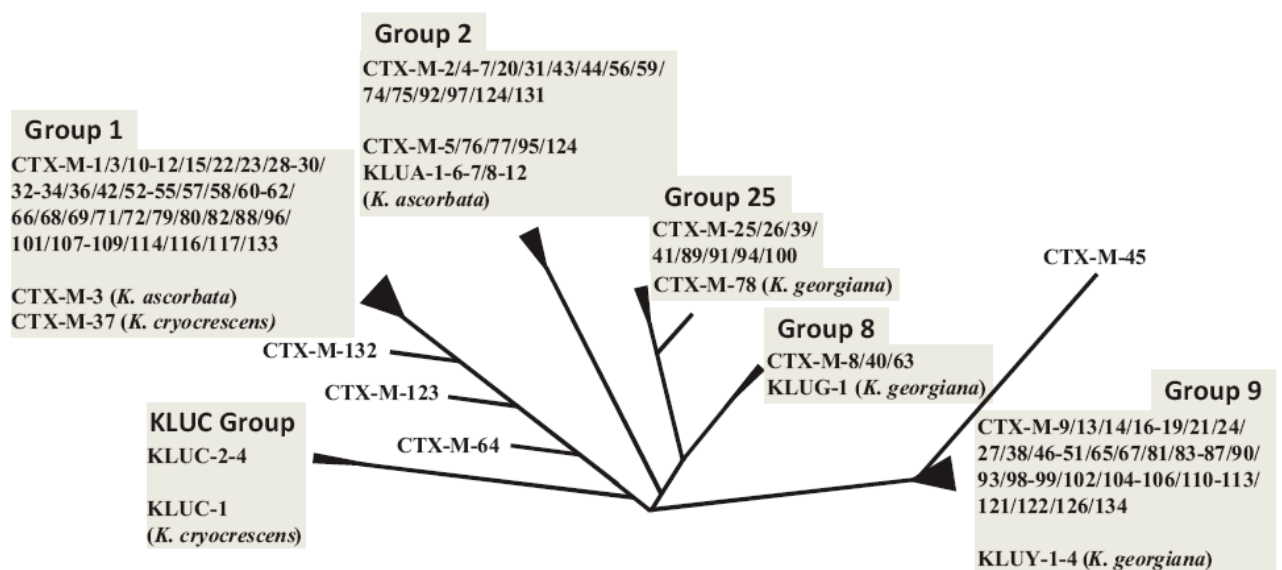 Group 2
CTX-M-2/4-7/20/31/43/44/56/59/
74/75/92/97/124/131
CTX-M-5/76/77/95/124
KLUA-1-6-7/8-12
(K. ascorbata)
Group 1
CTX-M-1/3/10-12/15/22/23/28-30/
32-34/36/42/52-55/57/58/60-62/
66/68/69/71/72/79/80/82/88/96/
101/107-109/114/116/117/133
CTX-M-3 (K. ascorbata)
CTX-M-37 (K. cryocrescens)
Group 25
CTX-M-25/26/39/
41/89/91/94/100
CTX-M-78 (K. georgiana)
CTX-M-45
Group 8
CTX-M-8/40/63
KLUG-1 (K. georgiana)
CTX-M-132
CTX-M-123
CTX-M-64
KLUC Group
KLUC-2-4
KLUC-1
(K. cryocrescens)
Group 9
CTX-M-9/13/14/16-19/21/24/
27/38/46-51/65/67/81/83-87/90/
93/98-99/102/104-106/110-113/
121/122/126/134
KLUY-1-4 (K. georgiana)